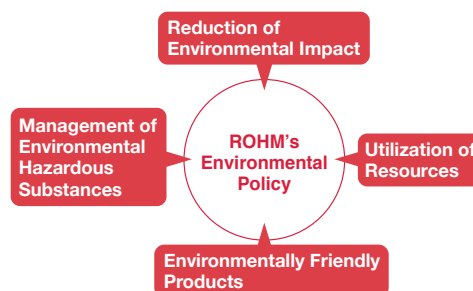 Reduction of
Environmental Impact
Management of
Environmental
Hazardous
Substances
ROHM's
Environmental
Policy
Utilization of
Resources
Environmentally Friendly
Products